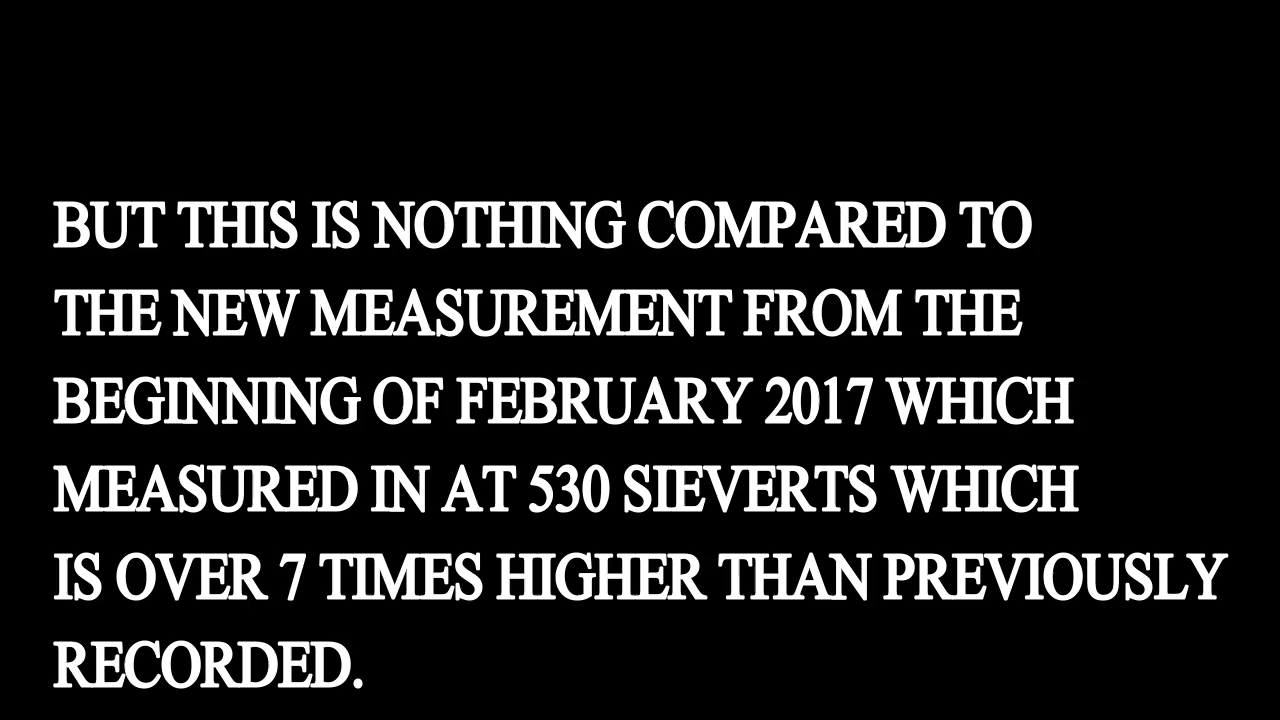 BUT THIS IS NOTHING COMPARED TO
THE NEW MEASUREMENT FROM THE
BEGINNING OF FEBRUARY 2017 WHICH
MEASURED IN AT 530 SIEVERTS WHICH
IS OVER 7 TIMES HIGHER THAN PREVIOUSLY
RECORDED.